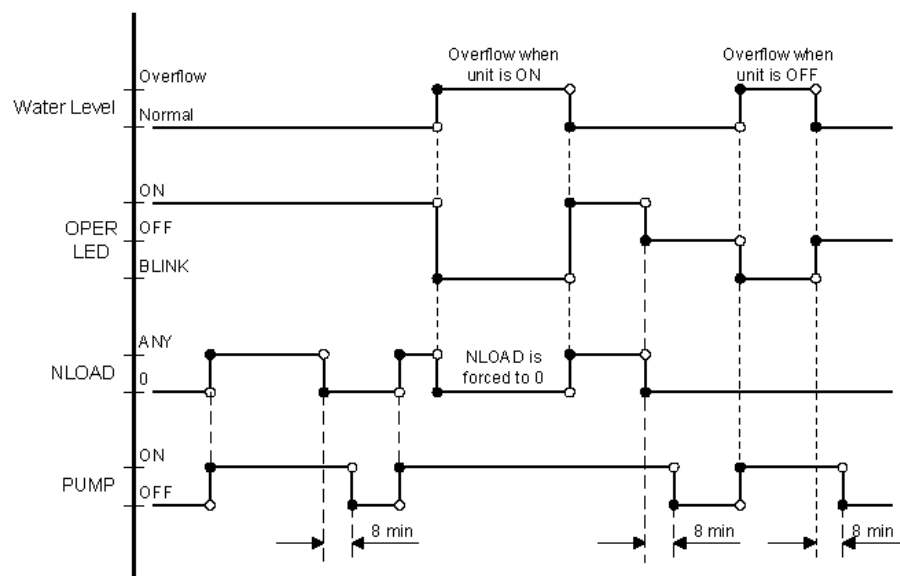 Overflow when
unit is ON
Overflow when
unit is OFF
Overflow
Water Level
Normal
ON
OPER
LED
OFF
BLINK
ANY
NLOAD
0
NLOAD is
forced to 0
ON
PUMP
OFF
8 min
8 min
8 min